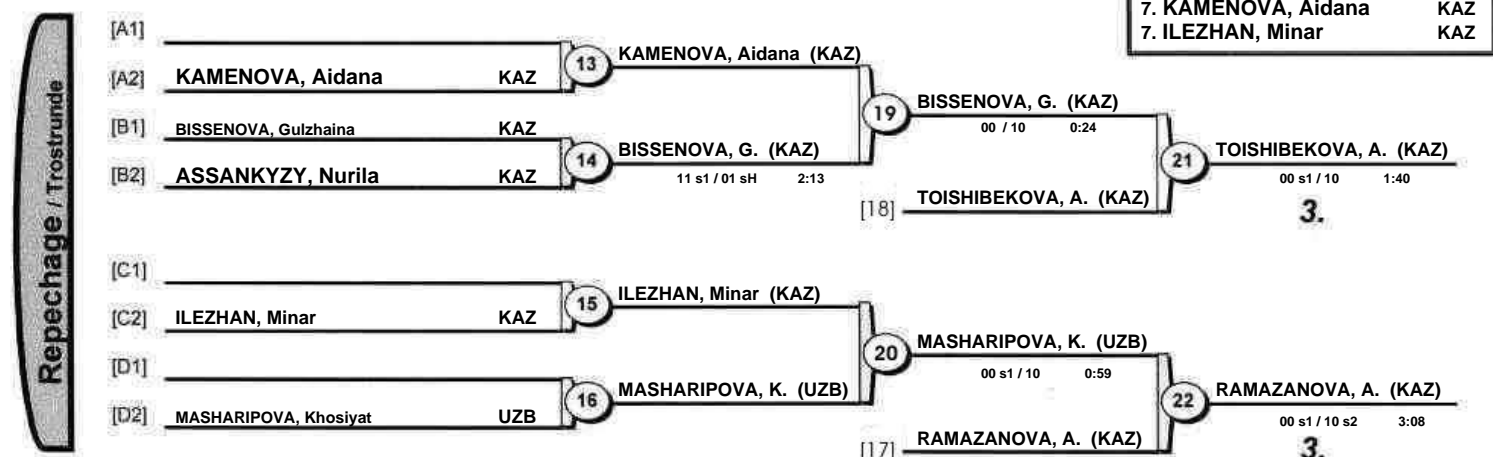 7. KAMENOVA, Aidana KAZ
7. ILEZHAN, Minar KAZ
Repechage / Trostrunde
[A1]
[A2] KAMENOVA, Aidana KAZ
13 KAMENOVA, Aidana (KAZ)
[B1] BISSENOVA, Gulzhaina KAZ
[B2] ASSANKYZY, Nurila KAZ
14 BISSENOVA, G. (KAZ)
11 s1 / 01 sH 2:13
19 BISSENOVA, G. (KAZ)
00 / 10 0:24
[18] TOISHIBEKOVA, A. (KAZ)
21 TOISHIBEKOVA, A. (KAZ)
00 s1 / 10 1:40
3.
[C1]
[C2] ILEZHAN, Minar KAZ
15 ILEZHAN, Minar (KAZ)
[D1]
[D2] MASHARIPOVA, Khosiyat UZB
16 MASHARIPOVA, K. (UZB)
20 MASHARIPOVA, K. (UZB)
00 s1 / 10 0:59
[17] RAMAZANOVA, A. (KAZ)
22 RAMAZANOVA, A. (KAZ)
00 s1 / 10 s2 3:08
3.